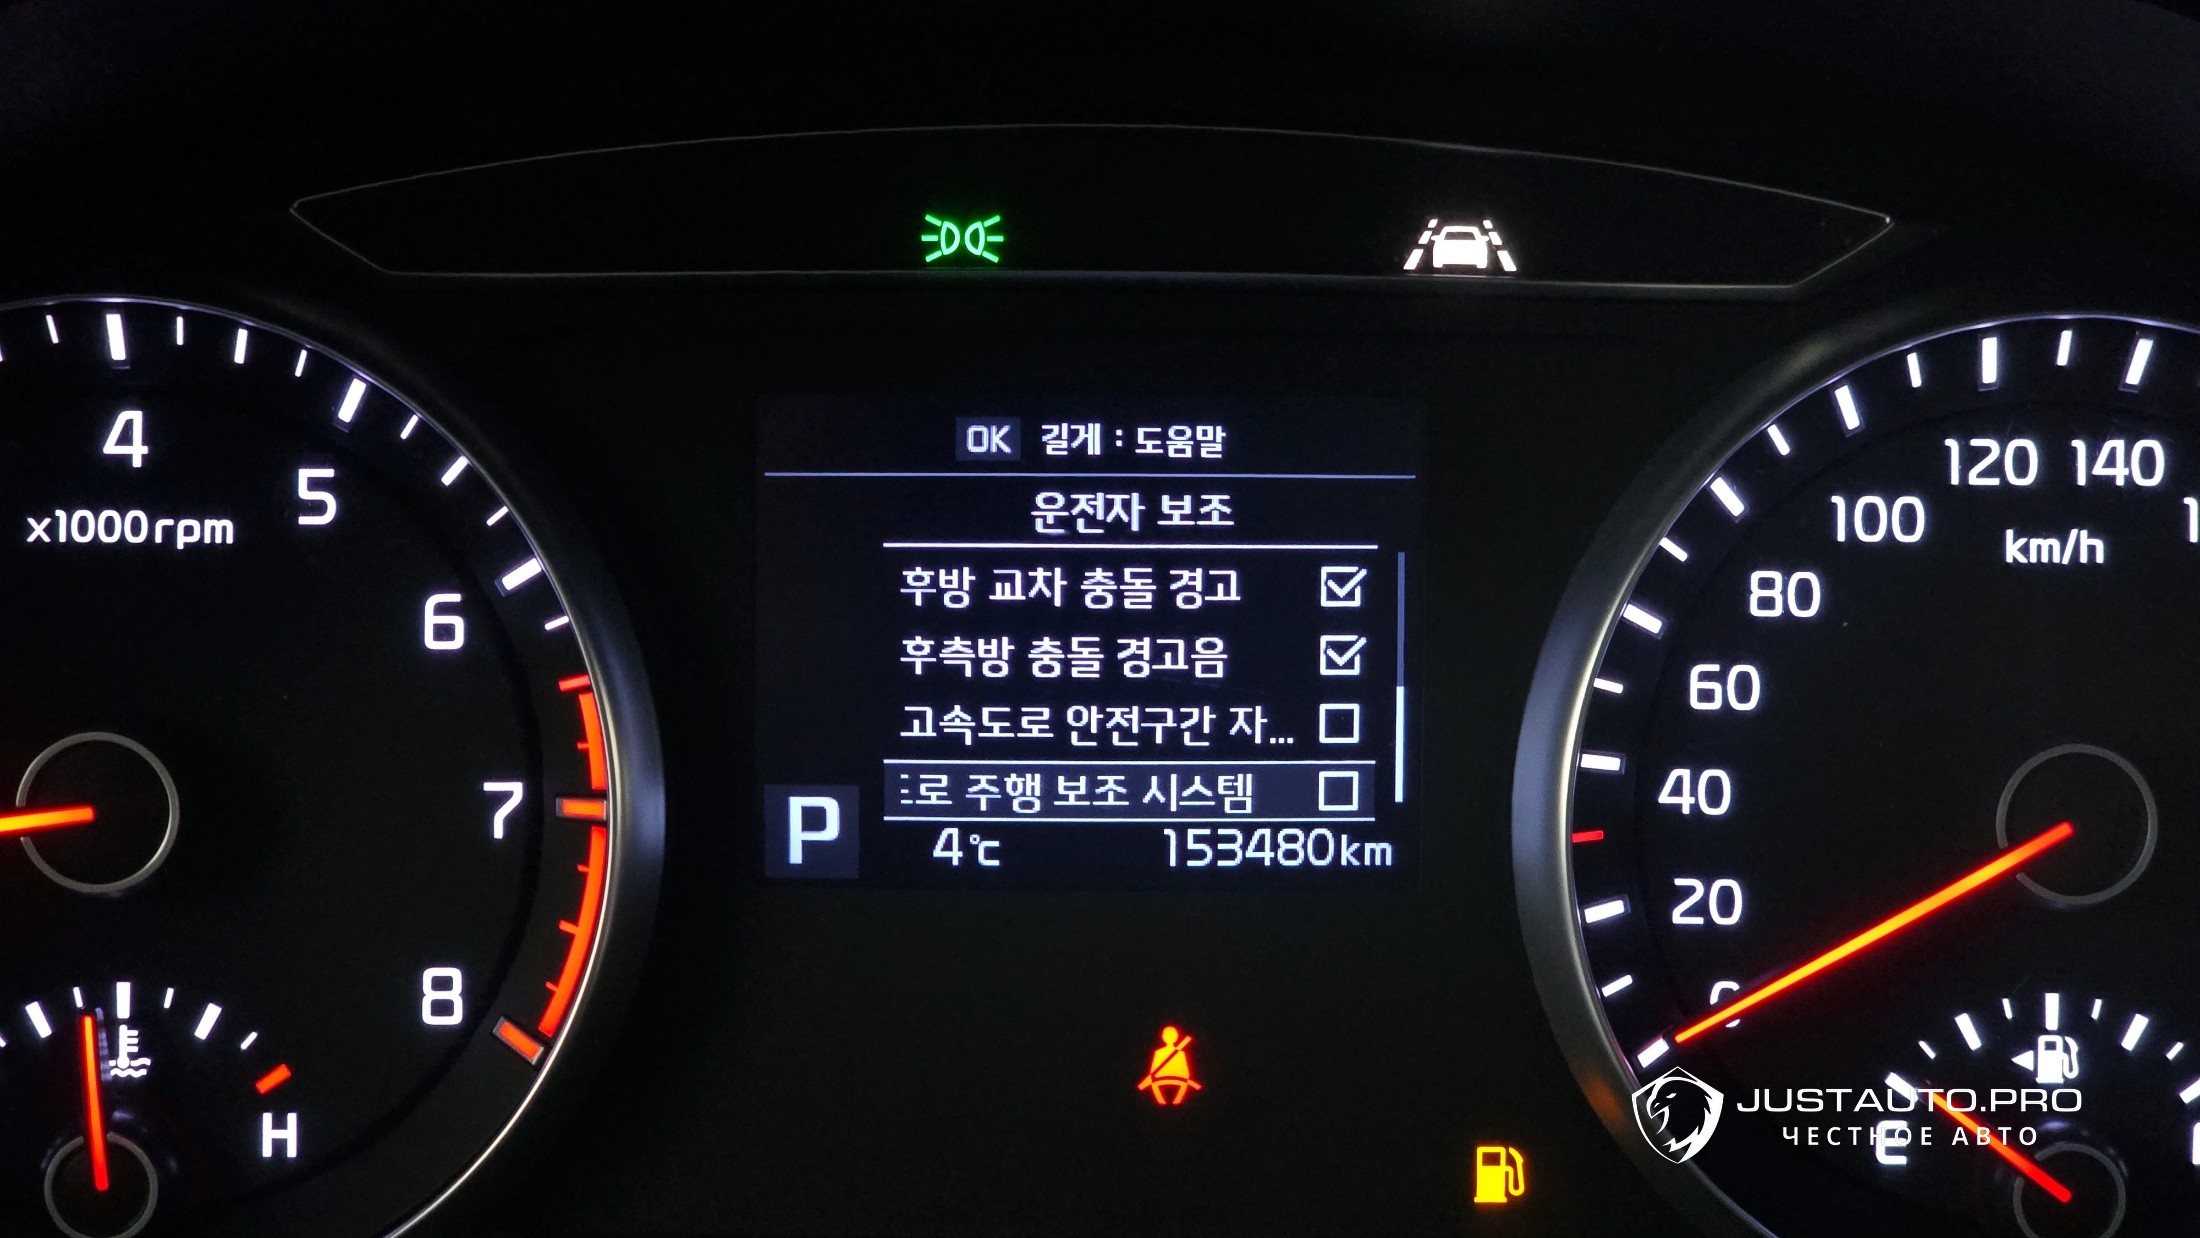 4
5
x1000rpm
6
7
8
H
OK 길게 : 도움말
운전자 보조
후방 교차 충돌 경고
후측방 충돌 경고음
고속도로 안전구간 자...
로 주행 보조 시스템
P
4℃ 153480km
120 140
100
km/h
80
60
40
20
0
E
JUSTAUTO.PRO
ЧЕСТНОЕ АВТО